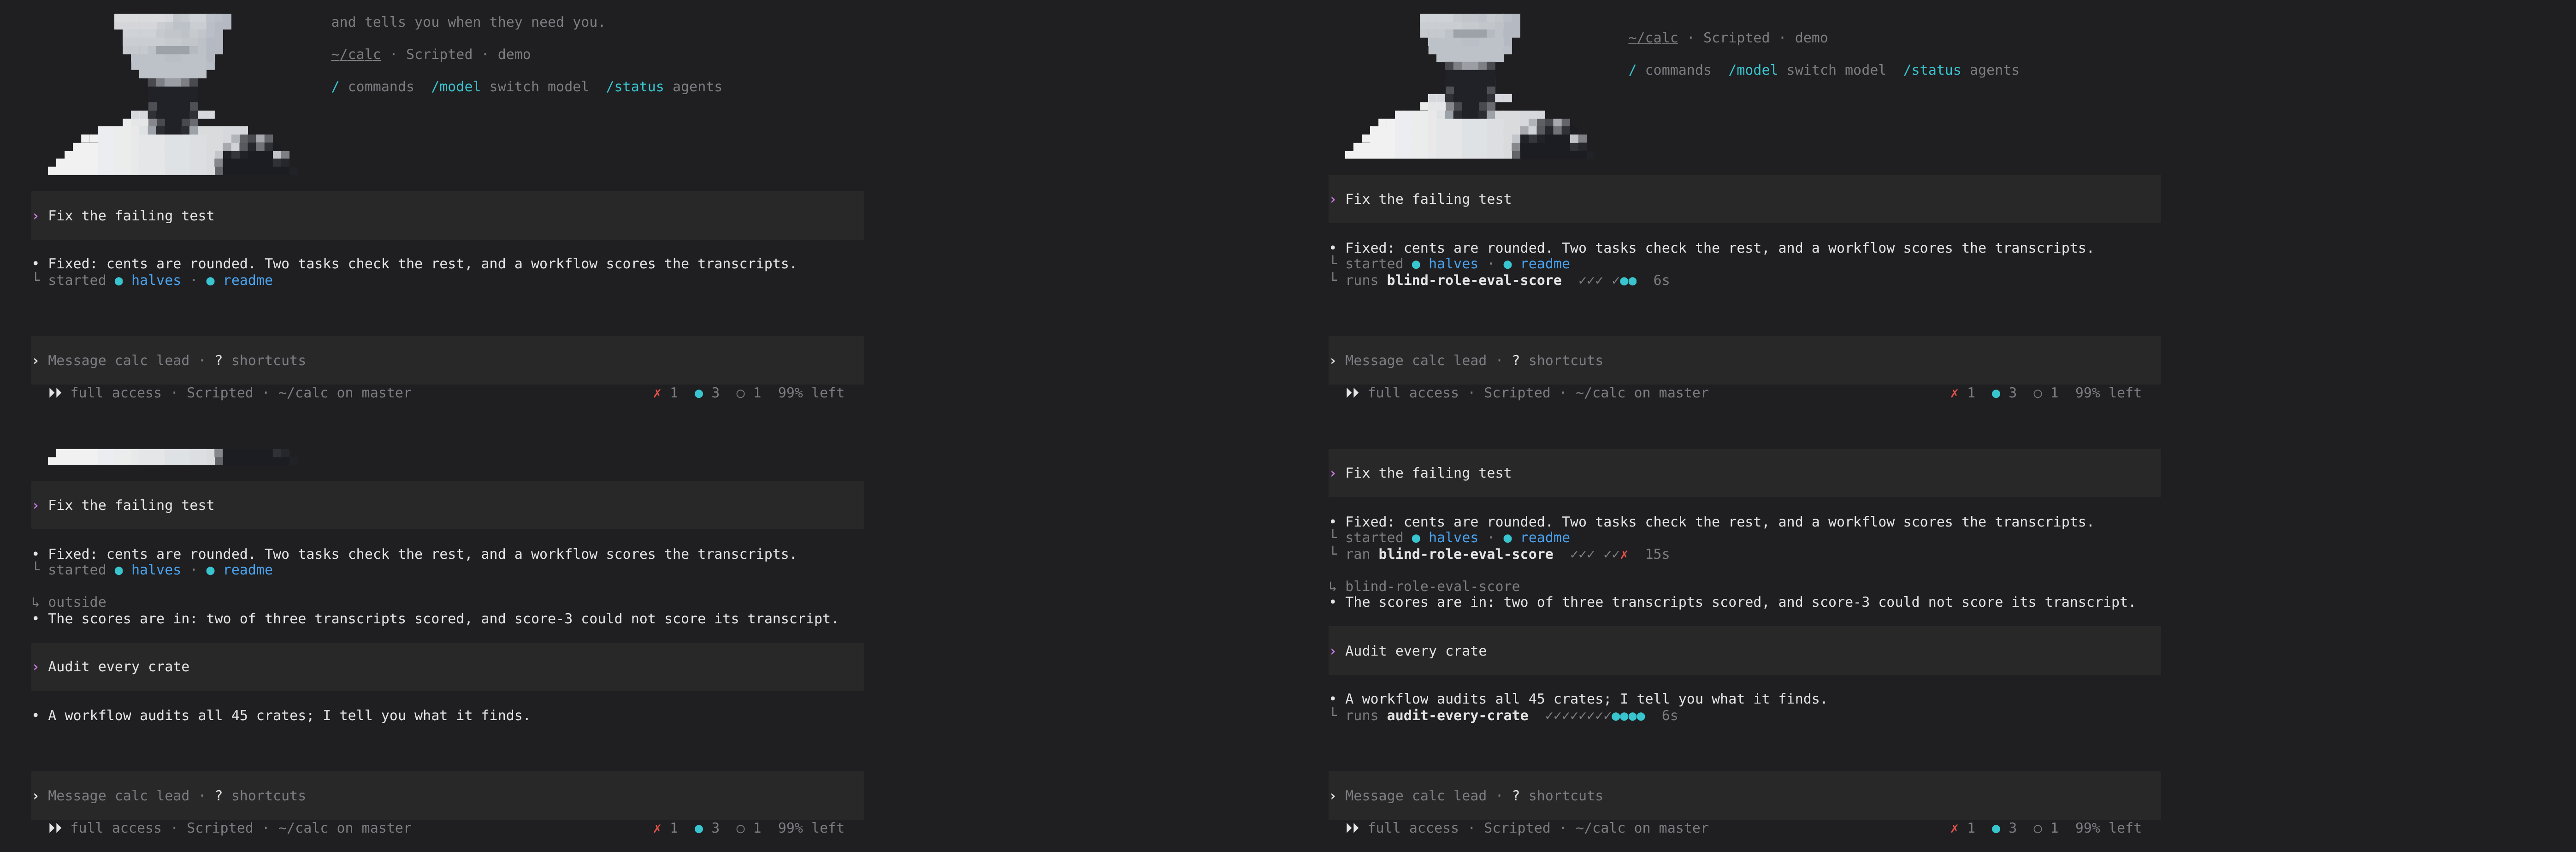 and tells you when they need you.
~/calc · Scripted · demo
/ commands  /model switch model  /status agents
› Fix the failing test
• Fixed: cents are rounded. Two tasks check the rest, and a workflow scores the transcripts.
└ started ● halves · ● readme
› Message calc lead · ? shortcuts
⏵⏵ full access · Scripted · ~/calc on master  ✗ 1  ● 3  ○ 1  99% left
~/calc · Scripted · demo
/ commands  /model switch model  /status agents
› Fix the failing test
• Fixed: cents are rounded. Two tasks check the rest, and a workflow scores the transcripts.
└ started ● halves · ● readme
└ runs blind-role-eval-score  ✓✓✓ ✓●●  6s
› Message calc lead · ? shortcuts
⏵⏵ full access · Scripted · ~/calc on master  ✗ 1  ● 3  ○ 1  99% left
› Fix the failing test
• Fixed: cents are rounded. Two tasks check the rest, and a workflow scores the transcripts.
└ started ● halves · ● readme
↳ outside
• The scores are in: two of three transcripts scored, and score-3 could not score its transcript.
› Audit every crate
• A workflow audits all 45 crates; I tell you what it finds.
› Message calc lead · ? shortcuts
⏵⏵ full access · Scripted · ~/calc on master  ✗ 1  ● 3  ○ 1  99% left
› Fix the failing test
• Fixed: cents are rounded. Two tasks check the rest, and a workflow scores the transcripts.
└ started ● halves · ● readme
└ ran blind-role-eval-score  ✓✓✓ ✓✓✗  15s
↳ blind-role-eval-score
• The scores are in: two of three transcripts scored, and score-3 could not score its transcript.
› Audit every crate
• A workflow audits all 45 crates; I tell you what it finds.
└ runs audit-every-crate  ✓✓✓✓✓✓✓✓●●●●  6s
› Message calc lead · ? shortcuts
⏵⏵ full access · Scripted · ~/calc on master  ✗ 1  ● 3  ○ 1  99% left